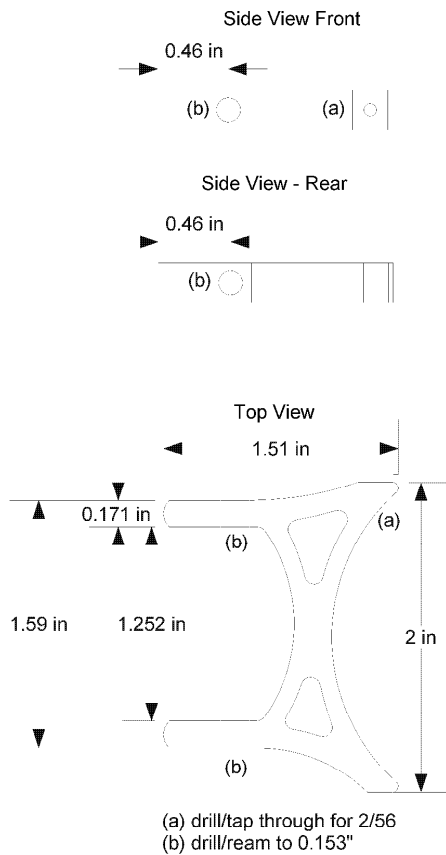 Side View Front
0.46 in
(b)
(a)
Side View - Rear
0.46 in
(b)
Top View
1.51 in
0.171 in
(a)
(b)
1.59 in
1.252 in
2 in
(b)
(a) drill/tap through for 2/56
(b) drill/ream to 0.153"